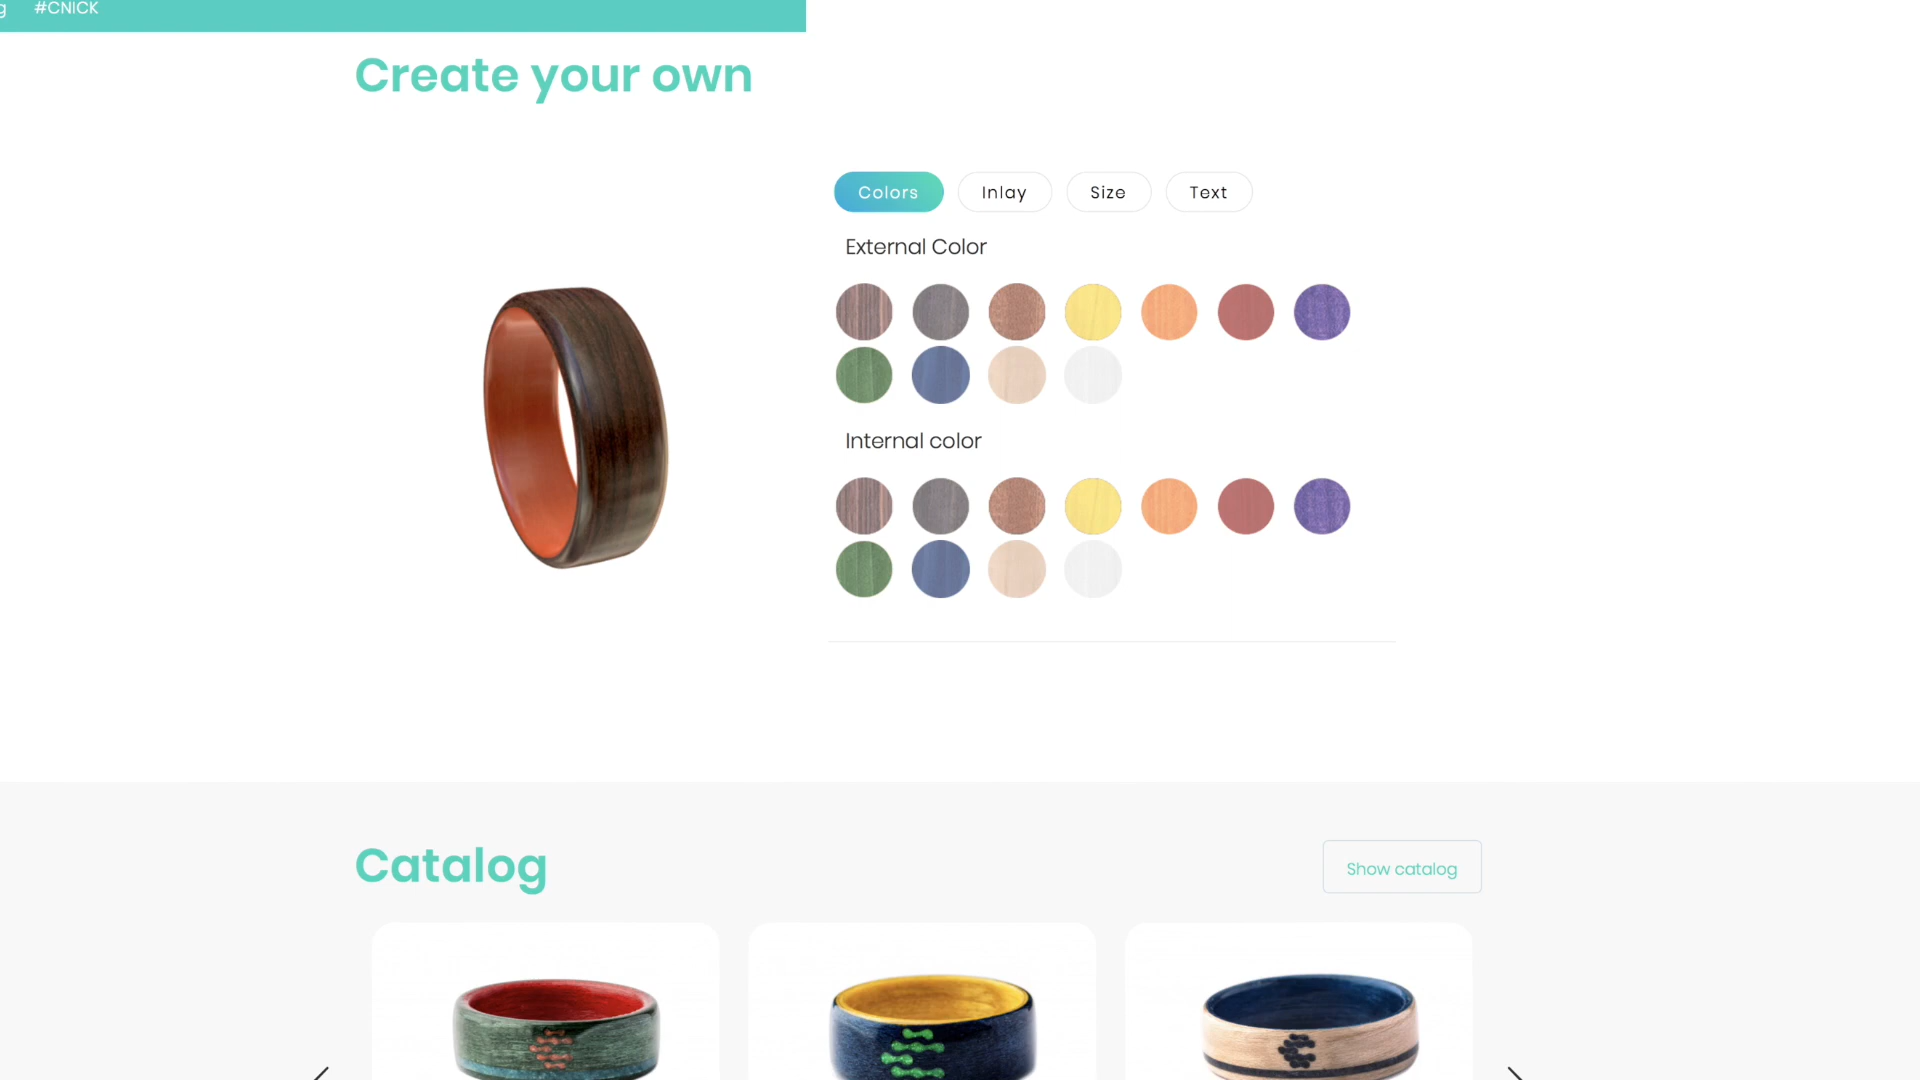 #CNICK
Create your own
Colors Inlay Size Text
External Color
Internal color
Catalog
Show catalog